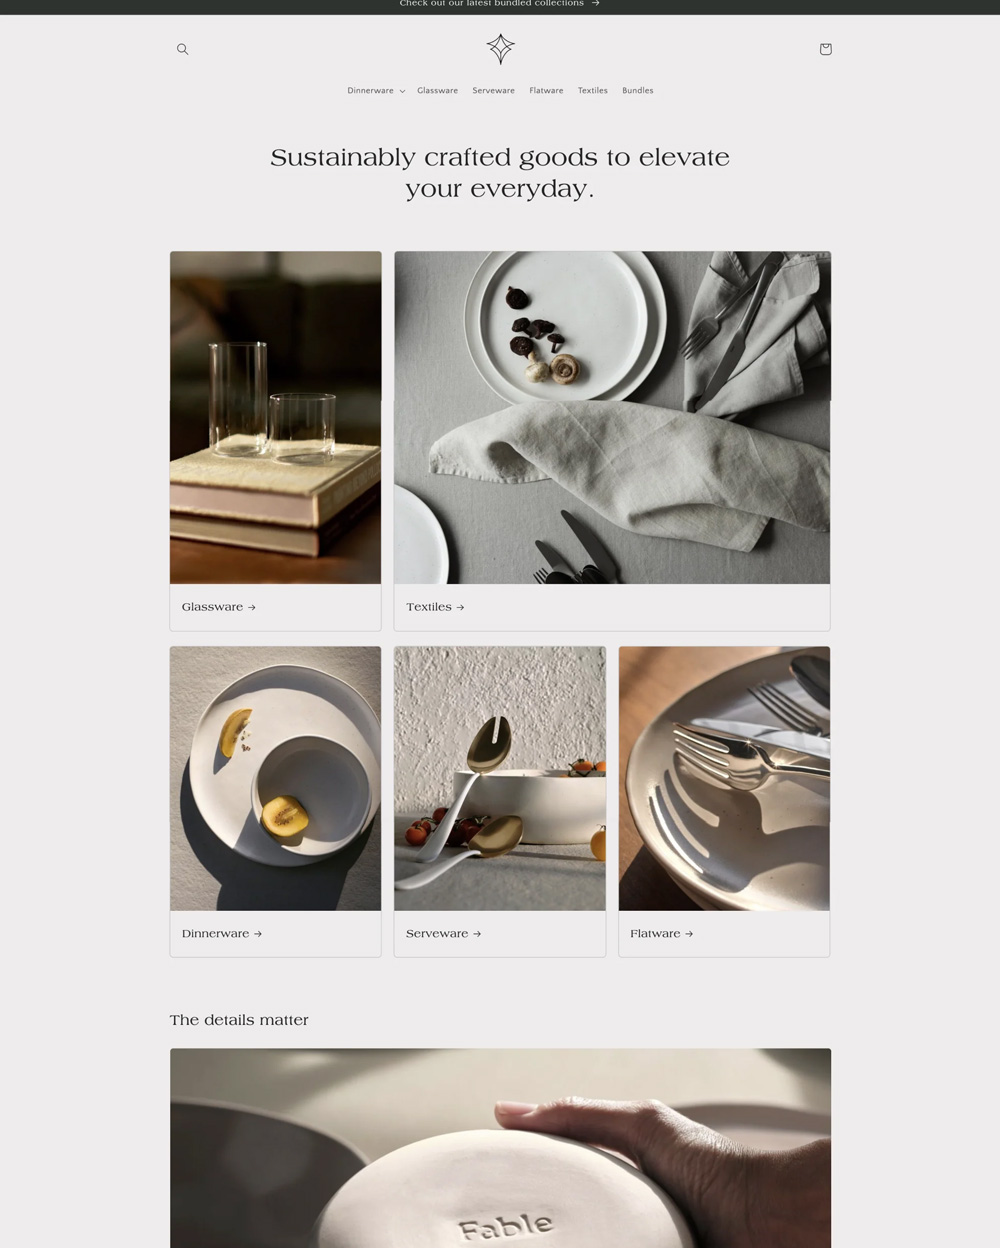 Check out our latest bundled collections →
Dinnerware
Glassware
Serveware
Flatware
Textiles
Bundles
Sustainably crafted goods to elevate
your everyday.
Glassware →
Textiles →
Dinnerware →
Serveware →
Flatware →
The details matter
Fable